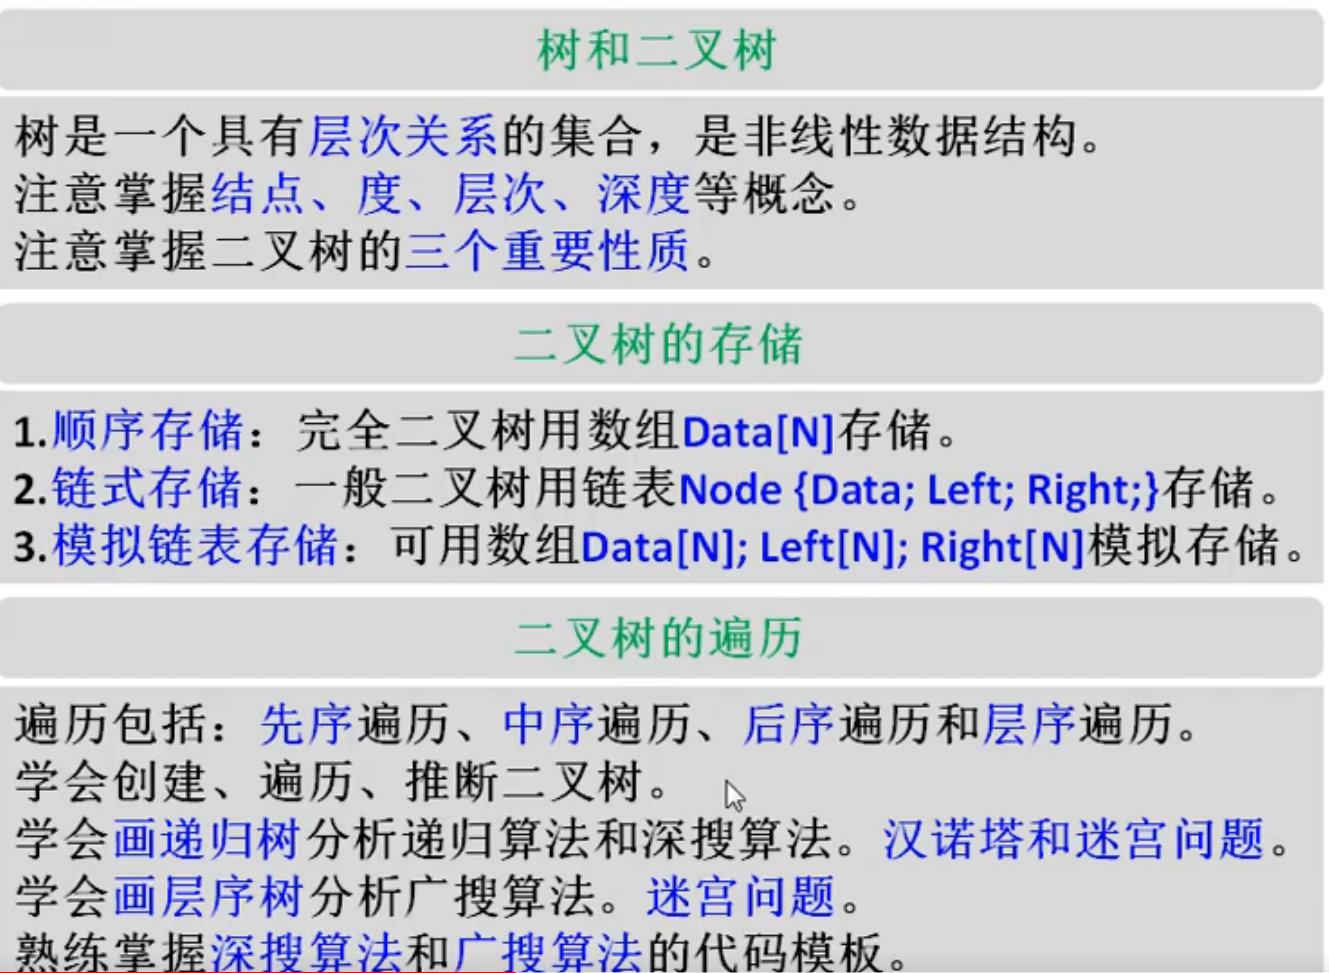 树和二叉树
树是一个具有层次关系的集合，是非线性数据结构。
注意掌握结点、度、层次、深度等概念。
注意掌握二叉树的三个重要性质。
二叉树的存储
1.顺序存储：完全二叉树用数组Data[N]存储。
2.链式存储：一般二叉树用链表Node {Data; Left; Right;}存储。
3.模拟链表存储：可用数组Data[N]; Left[N]; Right[N]模拟存储。
二叉树的遍历
遍历包括：先序遍历、中序遍历、后序遍历和层序遍历。
学会创建、遍历、推断二叉树。
学会画递归树分析递归算法和深搜算法。汉诺塔和迷宫问题。
学会画层序树分析广搜算法。迷宫问题。
熟练掌握深搜算法和广搜算法的代码模板。